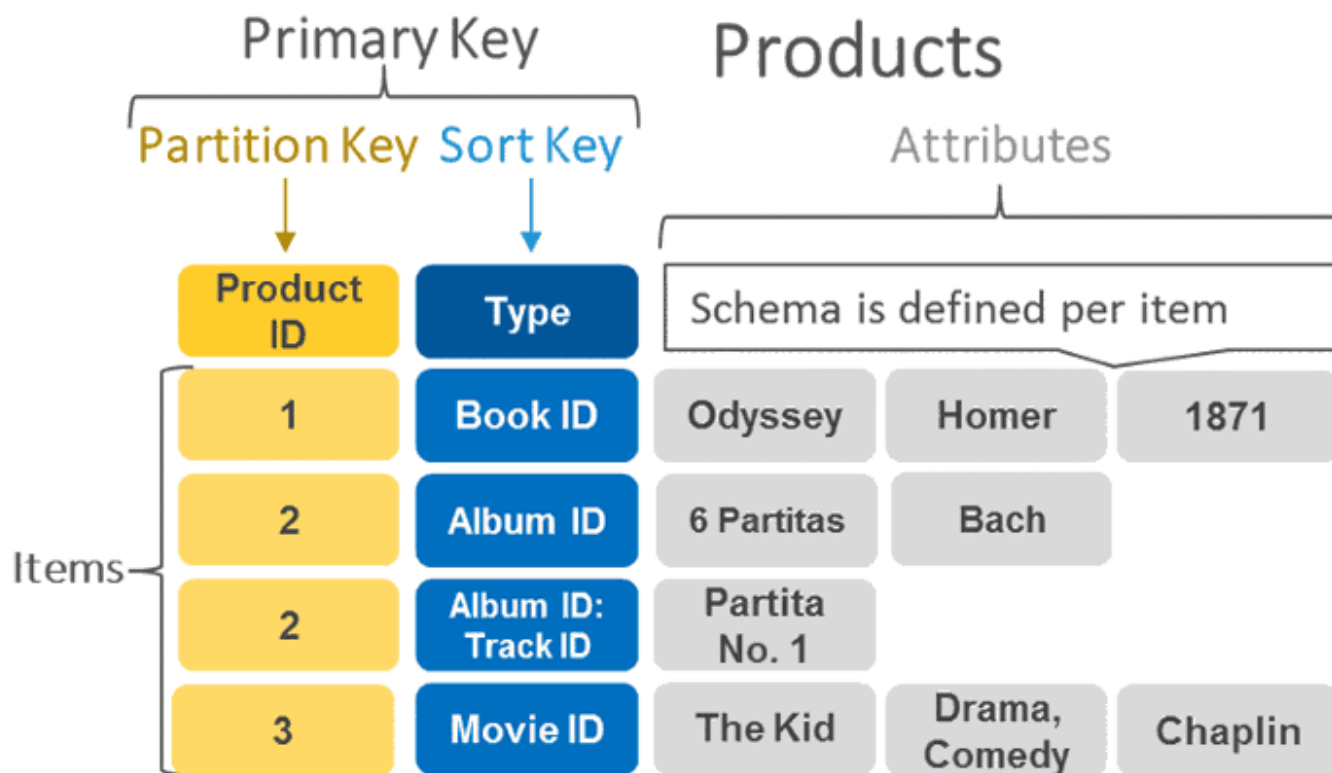 Primary Key
Products
Partition Key
Sort Key
Attributes
Product
ID
Type
Schema is defined per item
Items
1
Book ID
Odyssey
Homer
1871
2
Album ID
6 Partitas
Bach
2
Album ID:
Track ID
Partita
No. 1
3
Movie ID
The Kid
Drama,
Comedy
Chaplin